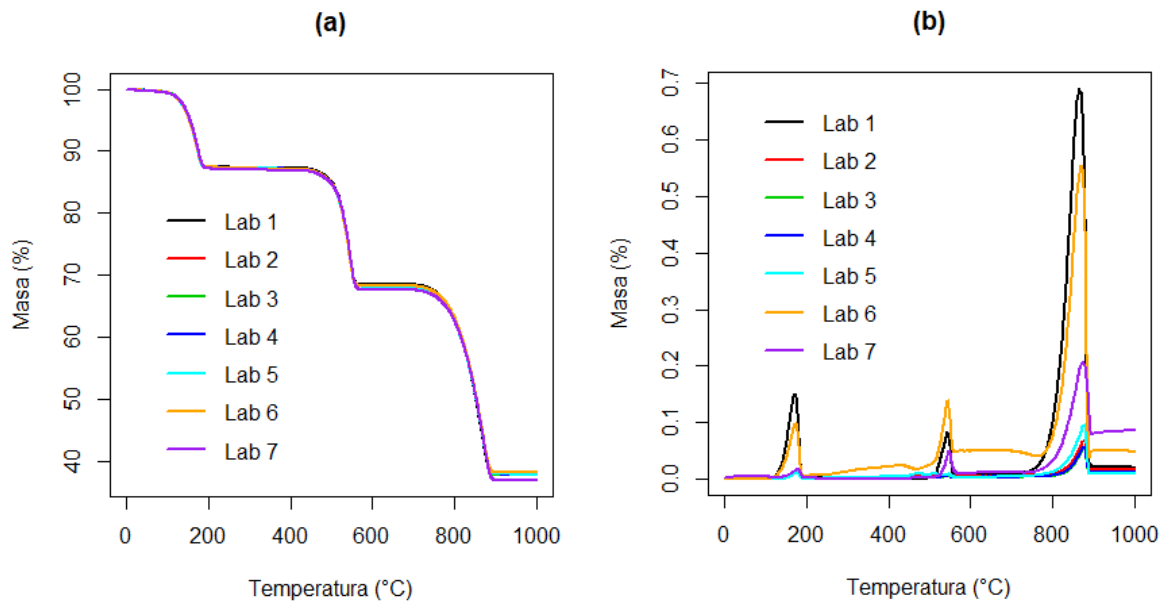 (a)
Masa (%)
100
90
80
70
60
50
40
Lab 1
Lab 2
Lab 3
Lab 4
Lab 5
Lab 6
Lab 7
0 200 400 600 800 1000
Temperatura (°C)
(b)
Masa (%)
0.7
0.6
0.5
0.4
0.3
0.2
0.1
0.0
Lab 1
Lab 2
Lab 3
Lab 4
Lab 5
Lab 6
Lab 7
0 200 400 600 800 1000
Temperatura (°C)